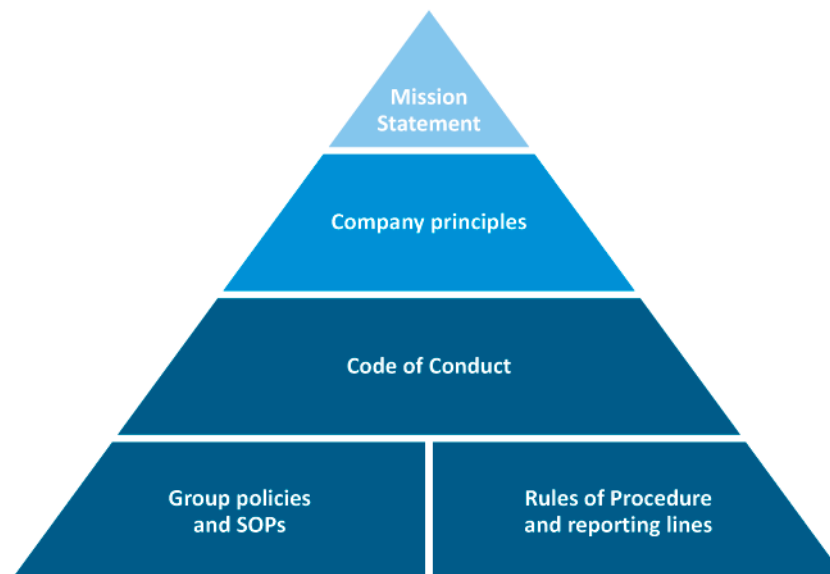 Mission
Statement
Company principles
Code of Conduct
Group policies
and SOPs
Rules of Procedure
and reporting lines